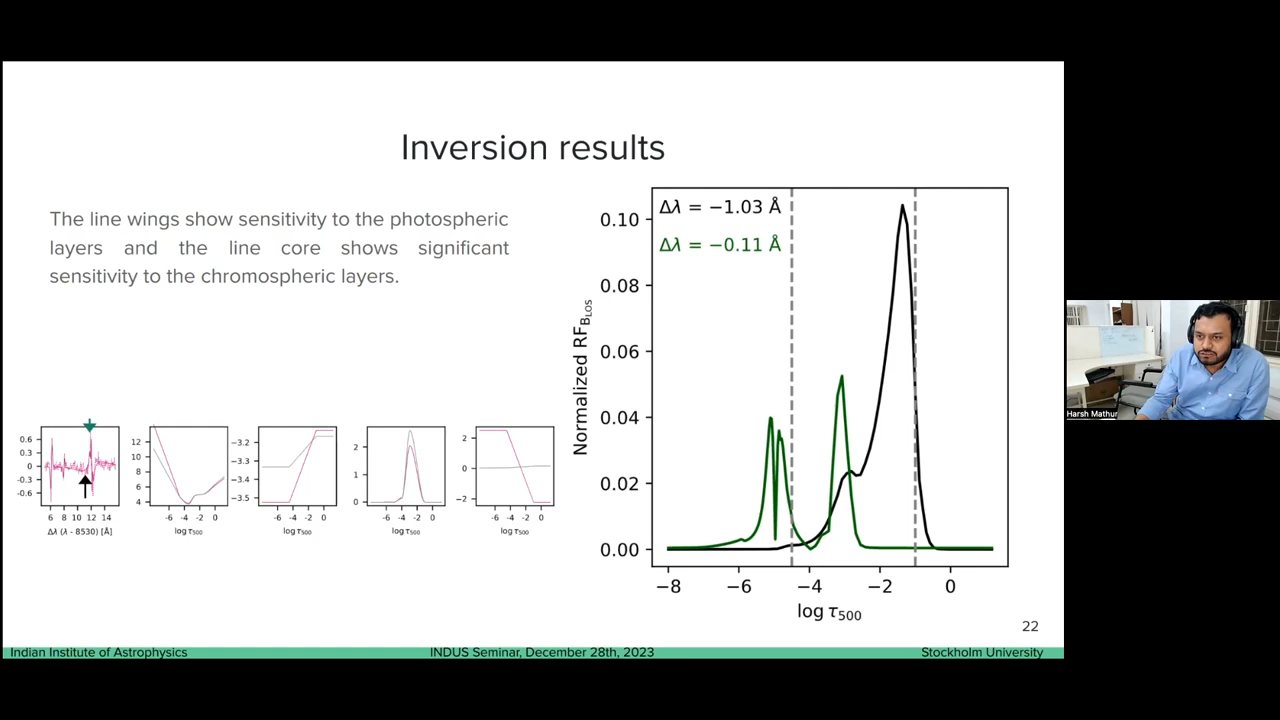 Inversion results
The line wings show sensitivity to the photospheric
layers and the line core shows significant
sensitivity to the chromospheric layers.
0.6
0.3
0
-0.3
-0.6
6 8 10 12 14
Δλ (λ - 8530) [Å]
12
10
8
6
4
-6 -4 -2 0
log τ500
-3.2
-3.3
-3.3
-3.4
-3.5
-6 -4 -2 0
log τ500
2
1
0
-6 -4 -2 0
log τ500
2
0
-2
-6 -4 -2 0
log τ500
Δλ = −1.03 Å
Δλ = −0.11 Å
Normalized RF BLOS
0.10
0.08
0.06
0.04
0.02
0.00
−8 −6 −4 −2 0
log τ500
22
Indian Institute of Astrophysics INDUS Seminar, December 28th, 2023 Stockholm University
Harsh Mathur